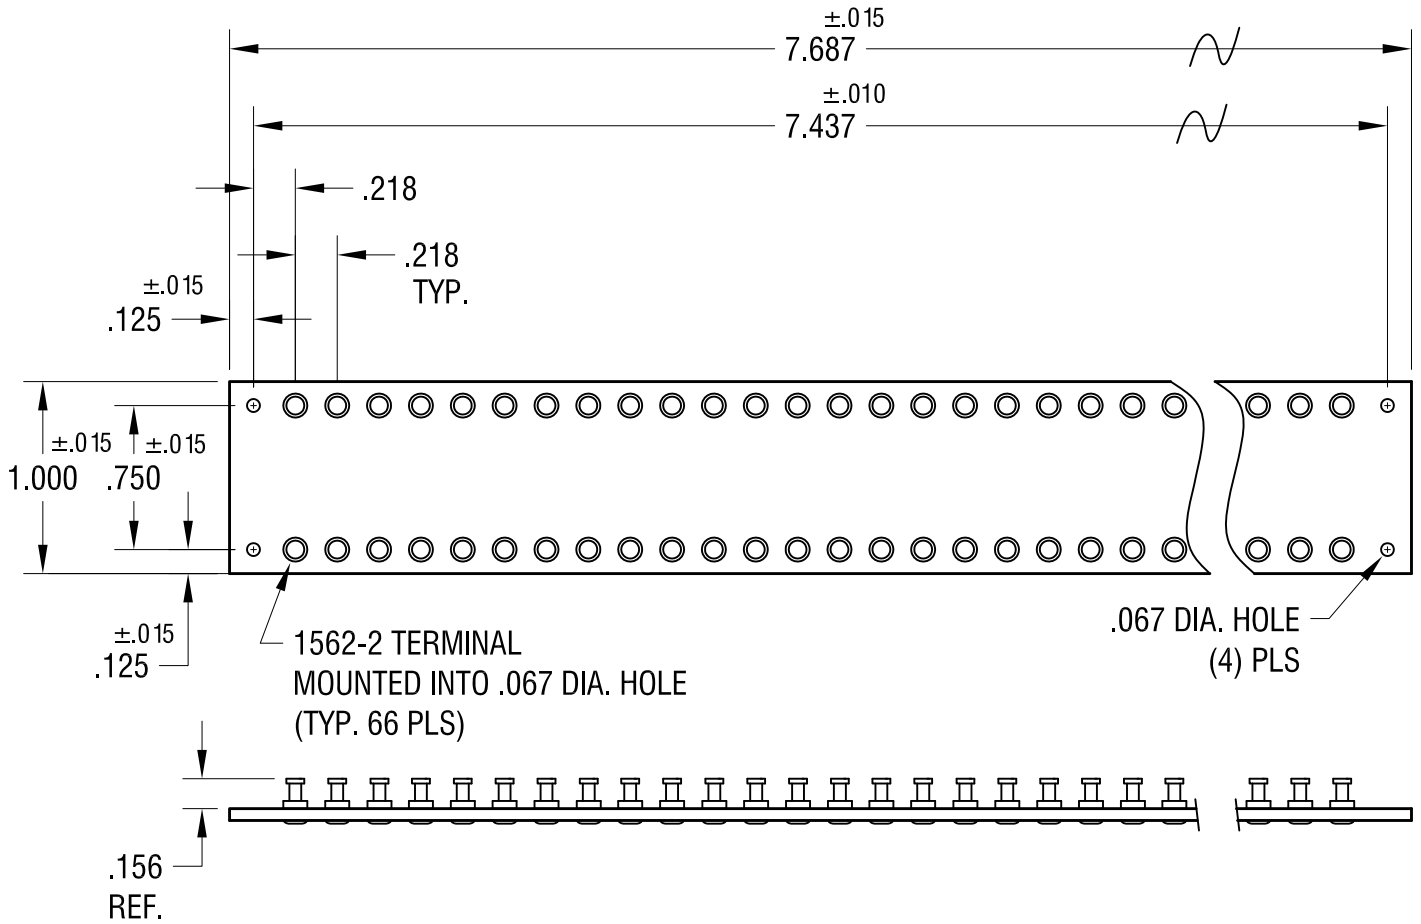 ±.015
7.687
±.010
7.437
.218
.218
TYP.
±.015
.125
±.015
1.000
±.015
.750
±.015
.125
1562-2 TERMINAL
MOUNTED INTO .067 DIA. HOLE
(TYP. 66 PLS)
.067 DIA. HOLE
(4) PLS
.156
REF.